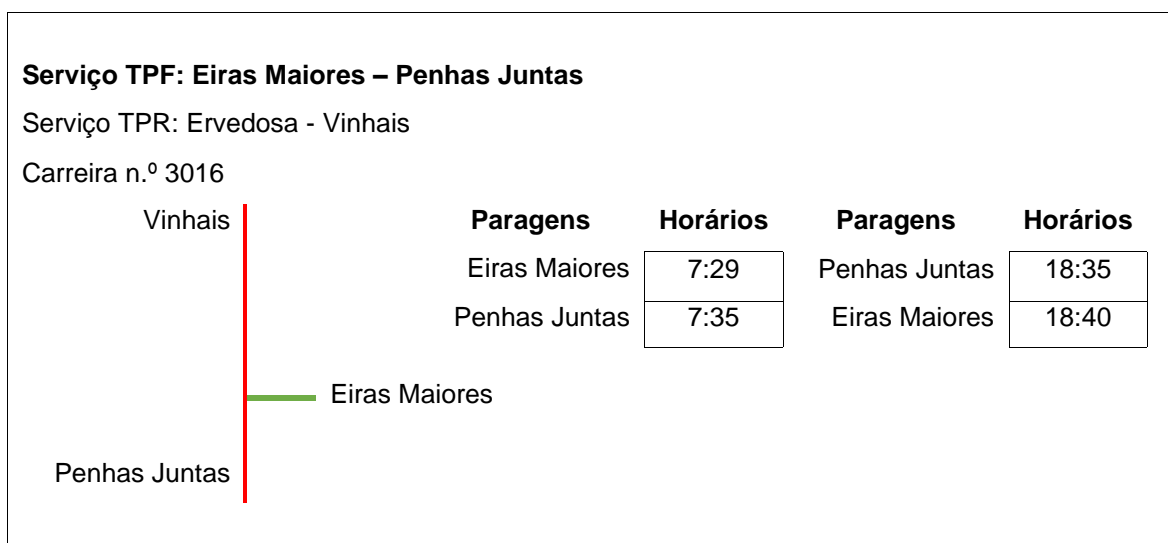 Serviço TPF: Eiras Maiores – Penhas Juntas
Serviço TPR: Ervedosa - Vinhais
Carreira n.º 3016
Vinhais Paragens Horários Paragens Horários
Eiras Maiores 7:29 Penhas Juntas 18:35
Penhas Juntas 7:35 Eiras Maiores 18:40
Eiras Maiores
Penhas Juntas